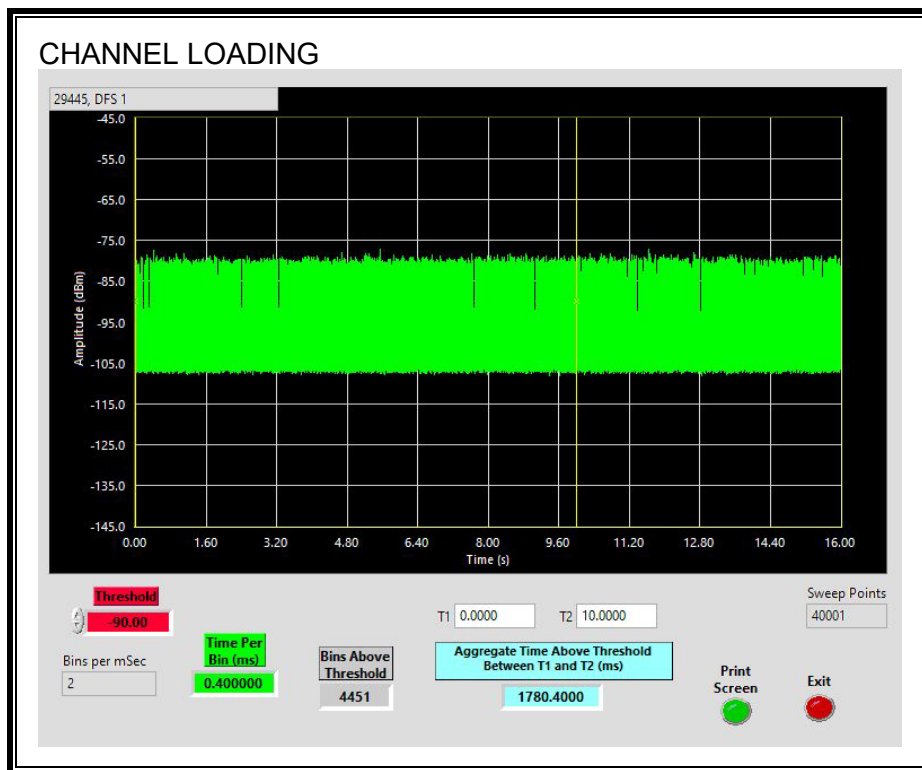 CHANNEL LOADING
29445, DFS 1
-45.0
-55.0
-65.0
-75.0
-85.0
-95.0
-105.0
-115.0
-125.0
-135.0
-145.0
Amplitude (dBm)
0.00 1.60 3.20 4.80 6.40 8.00 9.60 11.20 12.80 14.40 16.00
Time (s)
Threshold
-90.00
Bins per mSec
2
Time Per
Bin (ms)
0.400000
Bins Above
Threshold
4451
T1 0.0000 T2 10.0000
Aggregate Time Above Threshold
Between T1 and T2 (ms)
1780.4000
Sweep Points
40001
Print
Screen
Exit